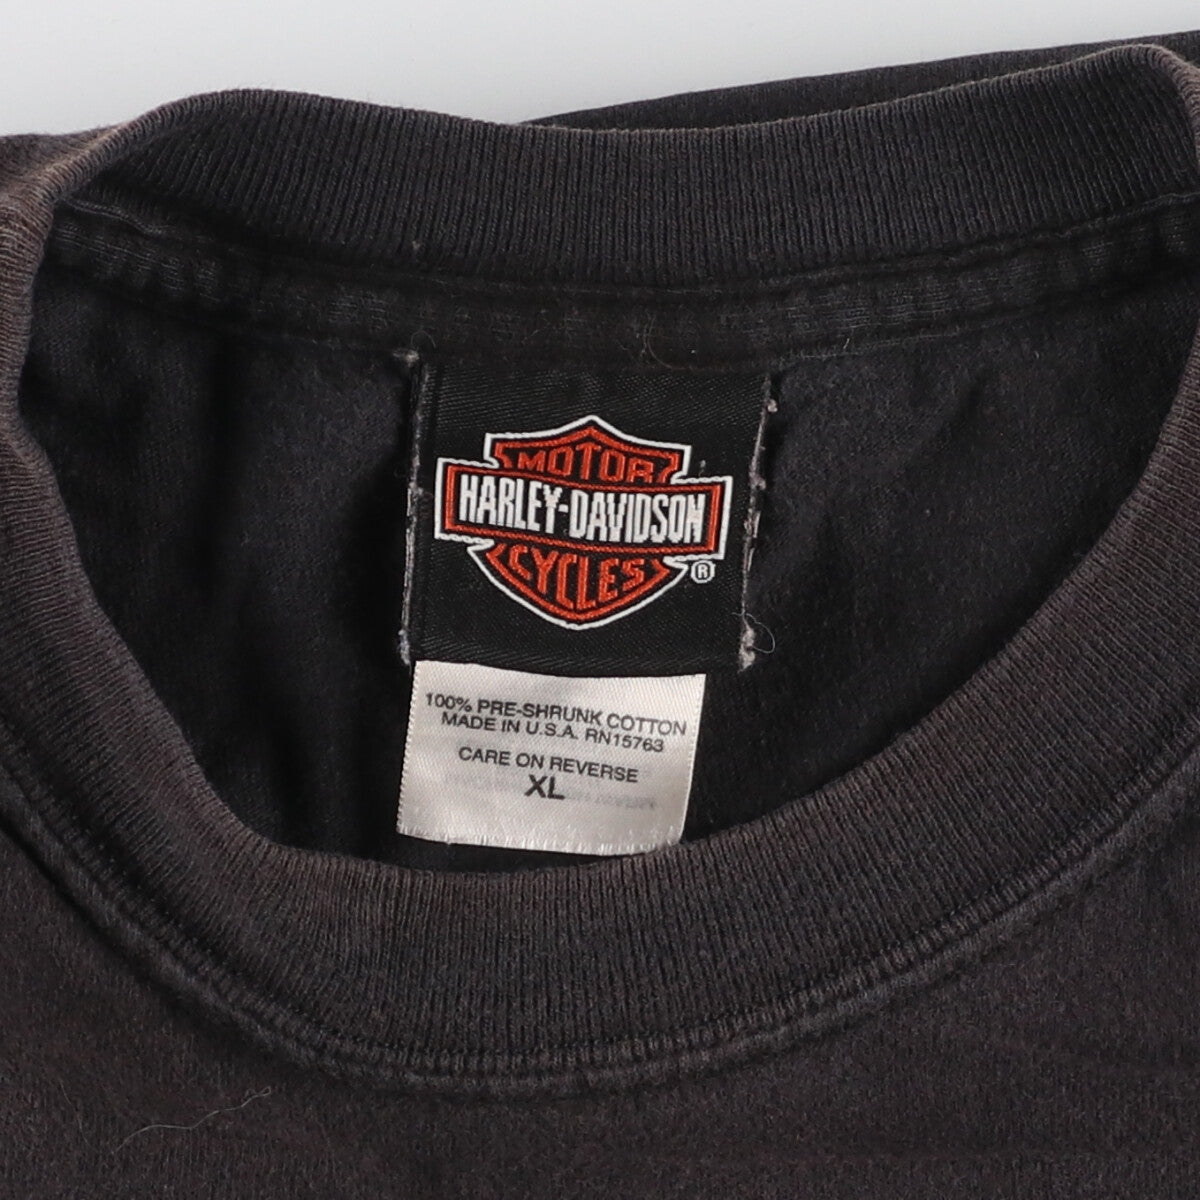 MOTOR
HARLEY-DAVIDSON
CYCLES
®
100% PRE-SHRUNK COTTON
MADE IN U.S.A. RN15763
CARE ON REVERSE
XL